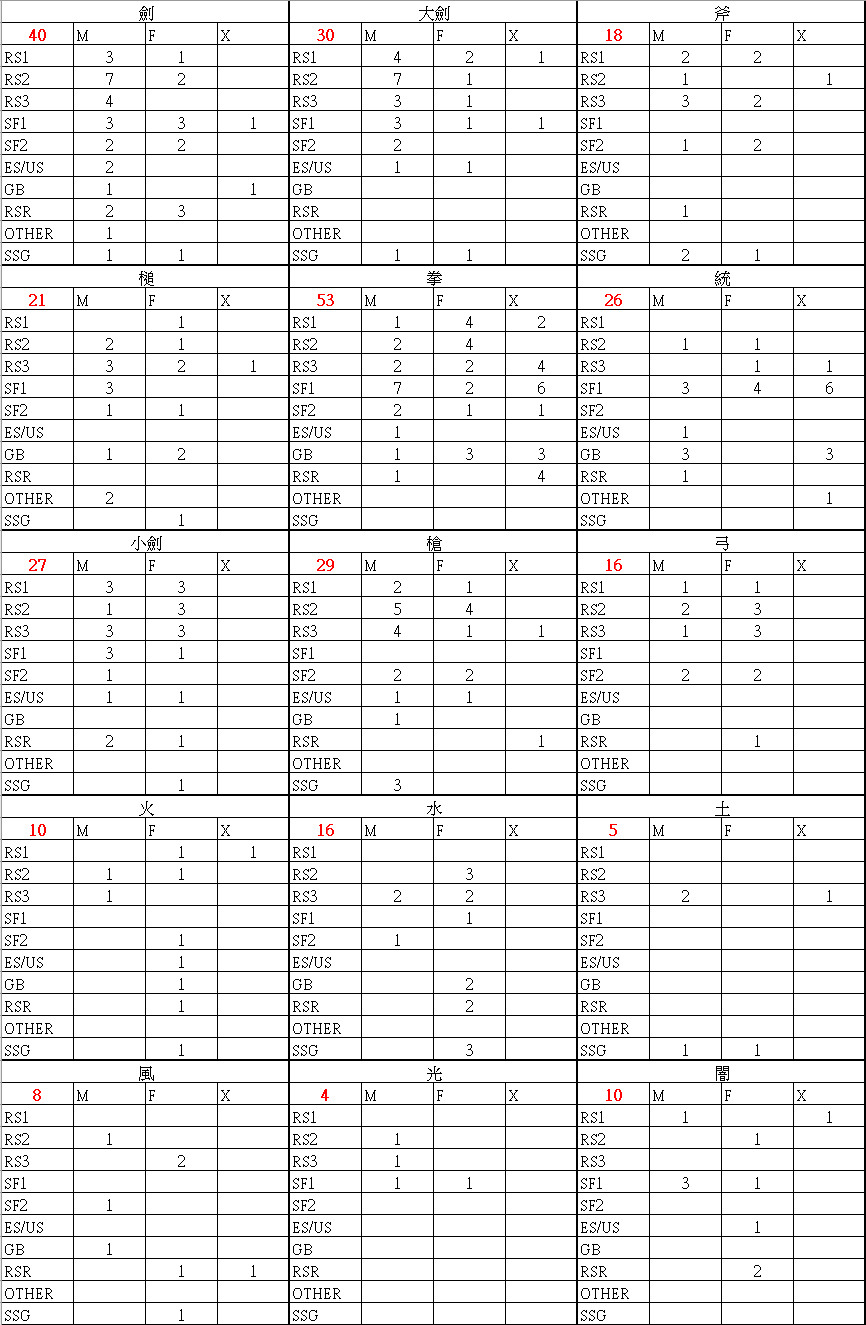 劍 大劍 斧
40 M F X 30 M F X 18 M F X
RS1 3 1 RS1 4 2 1 RS1 2 2
RS2 7 2 RS2 7 1 RS2 1 1
RS3 4 RS3 3 1 RS3 3 2
SF1 3 3 1 SF1 3 1 1 SF1
SF2 2 2 SF2 2 SF2 1 2
ES/US 2 ES/US 1 1 ES/US
GB 1 1 GB GB
RSR 2 3 RSR RSR 1
OTHER 1 OTHER OTHER
SSG 1 1 SSG 1 1 SSG 2 1
槌 拳 統
21 M F X 53 M F X 26 M F X
RS1 1 RS1 1 4 2 RS1
RS2 2 1 RS2 2 4 RS2 1 1
RS3 3 2 1 RS3 2 2 4 RS3 1 1
SF1 3 SF1 7 2 6 SF1 3 4 6
SF2 1 1 SF2 2 1 1 SF2
ES/US ES/US 1 ES/US 1
GB 1 2 GB 1 3 3 GB 3 3
RSR RSR 1 4 RSR 1
OTHER 2 OTHER OTHER 1
SSG 1 SSG SSG
小劍 槍 弓
27 M F X 29 M F X 16 M F X
RS1 3 3 RS1 2 1 RS1 1 1
RS2 1 3 RS2 5 4 RS2 2 3
RS3 3 3 RS3 4 1 1 RS3 1 3
SF1 3 1 SF1 SF1
SF2 1 SF2 2 2 SF2 2 2
ES/US 1 1 ES/US 1 1 ES/US
GB GB 1 GB
RSR 2 1 RSR 1 RSR 1
OTHER OTHER OTHER
SSG 1 SSG 3 SSG
火 水 土
10 M F X 16 M F X 5 M F X
RS1 1 1 RS1 RS1
RS2 1 1 RS2 3 RS2
RS3 1 RS3 2 2 RS3 2 1
SF1 SF1 1 SF1
SF2 1 SF2 1 SF2
ES/US 1 ES/US ES/US
GB 1 GB 2 GB
RSR 1 RSR 2 RSR
OTHER OTHER OTHER
SSG 1 SSG 3 SSG 1 1
風 光 闇
8 M F X 4 M F X 10 M F X
RS1 RS1 RS1 1 1
RS2 1 RS2 1 RS2 1
RS3 2 RS3 1 RS3
SF1 SF1 1 1 SF1 3 1
SF2 1 SF2 SF2
ES/US ES/US ES/US 1
GB 1 GB GB
RSR 1 1 RSR RSR 2
OTHER OTHER OTHER
SSG 1 SSG SSG